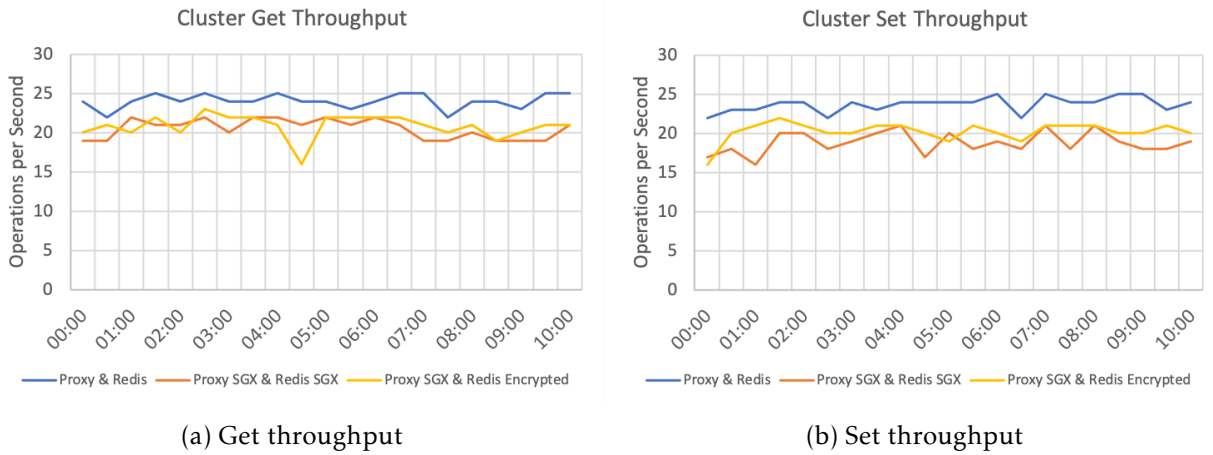 Cluster Get Throughput
Operations per Second
30
25
20
15
10
5
0
00:00 01:00 02:00 03:00 04:00 05:00 06:00 07:00 08:00 09:00 10:00
Proxy & Redis Proxy SGX & Redis SGX Proxy SGX & Redis Encrypted
(a) Get throughput
Cluster Set Throughput
Operations per Second
30
25
20
15
10
5
0
00:00 01:00 02:00 03:00 04:00 05:00 06:00 07:00 08:00 09:00 10:00
Proxy & Redis Proxy SGX & Redis SGX Proxy SGX & Redis Encrypted
(b) Set throughput